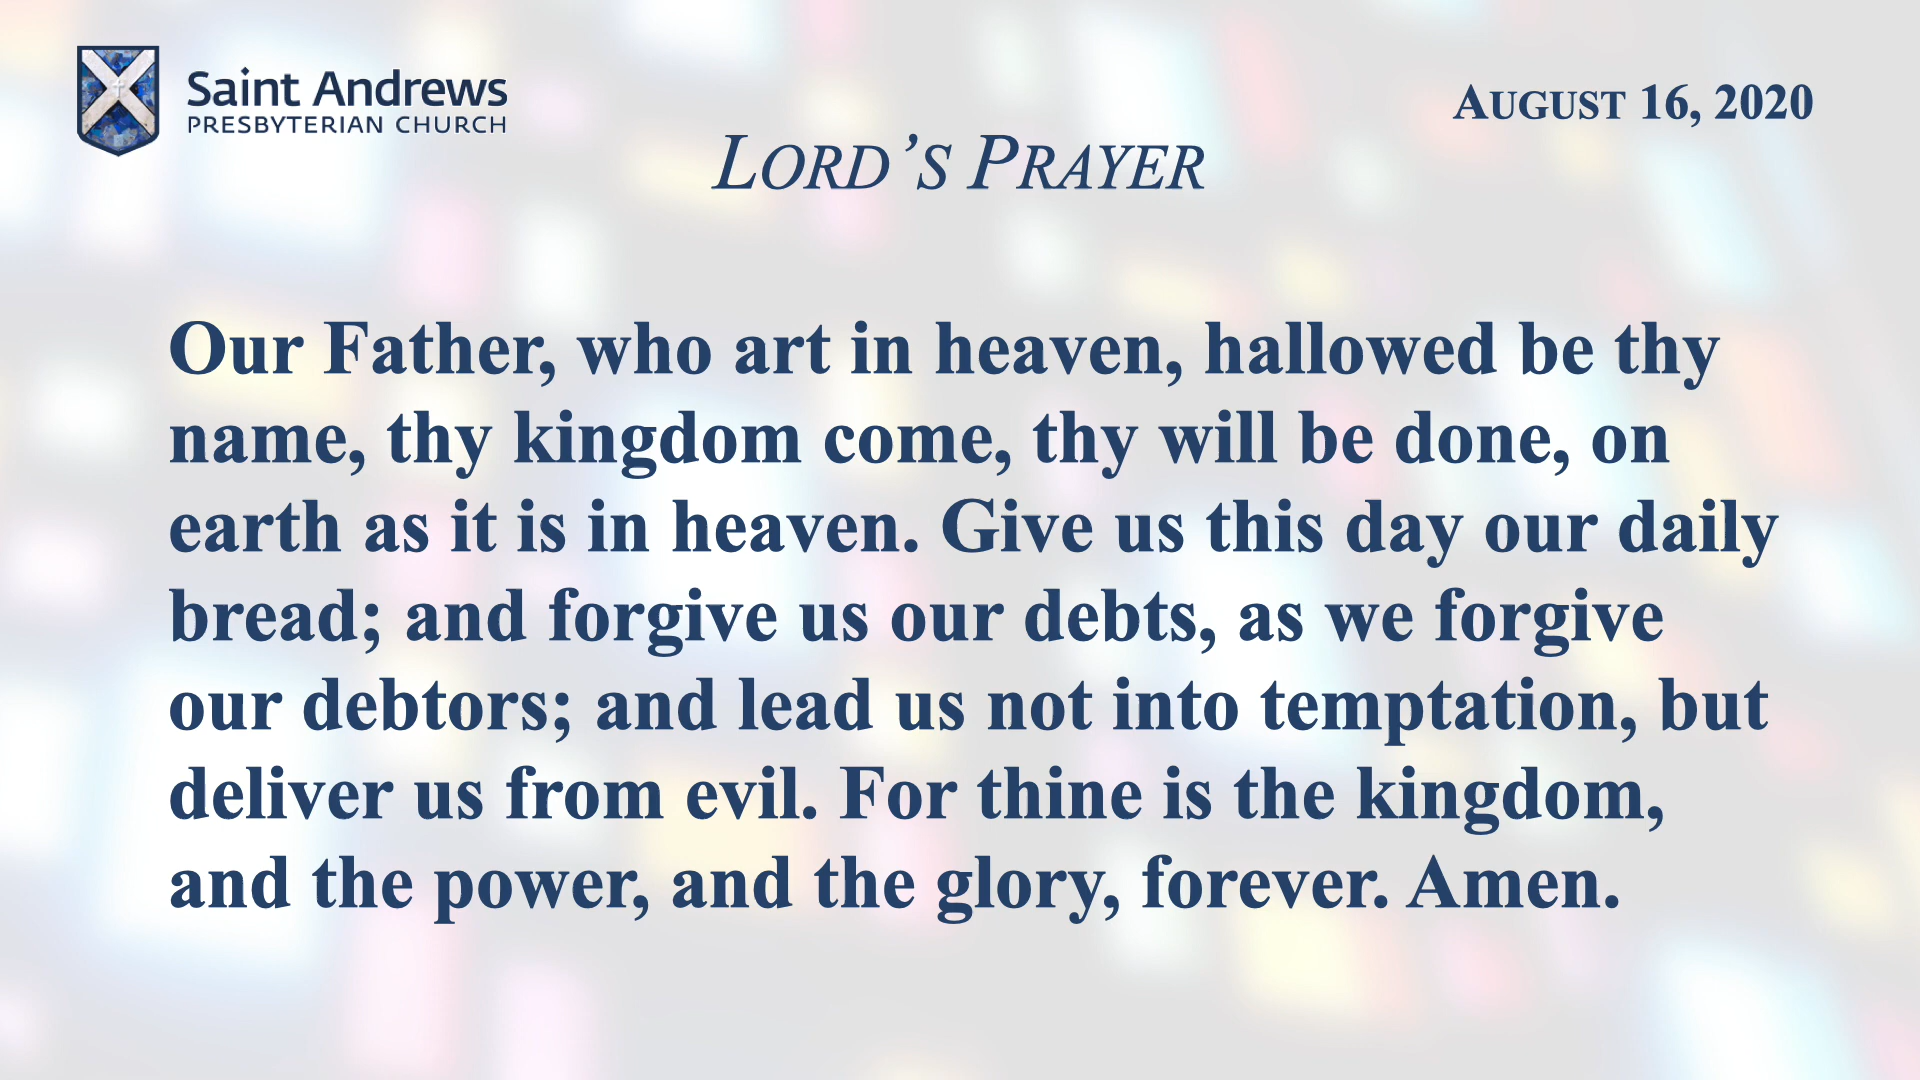 Saint Andrews
PRESBYTERIAN CHURCH
AUGUST 16, 2020
LORD’S PRAYER
Our Father, who art in heaven, hallowed be thy
name, thy kingdom come, thy will be done, on
earth as it is in heaven. Give us this day our daily
bread; and forgive us our debts, as we forgive
our debtors; and lead us not into temptation, but
deliver us from evil. For thine is the kingdom,
and the power, and the glory, forever. Amen.